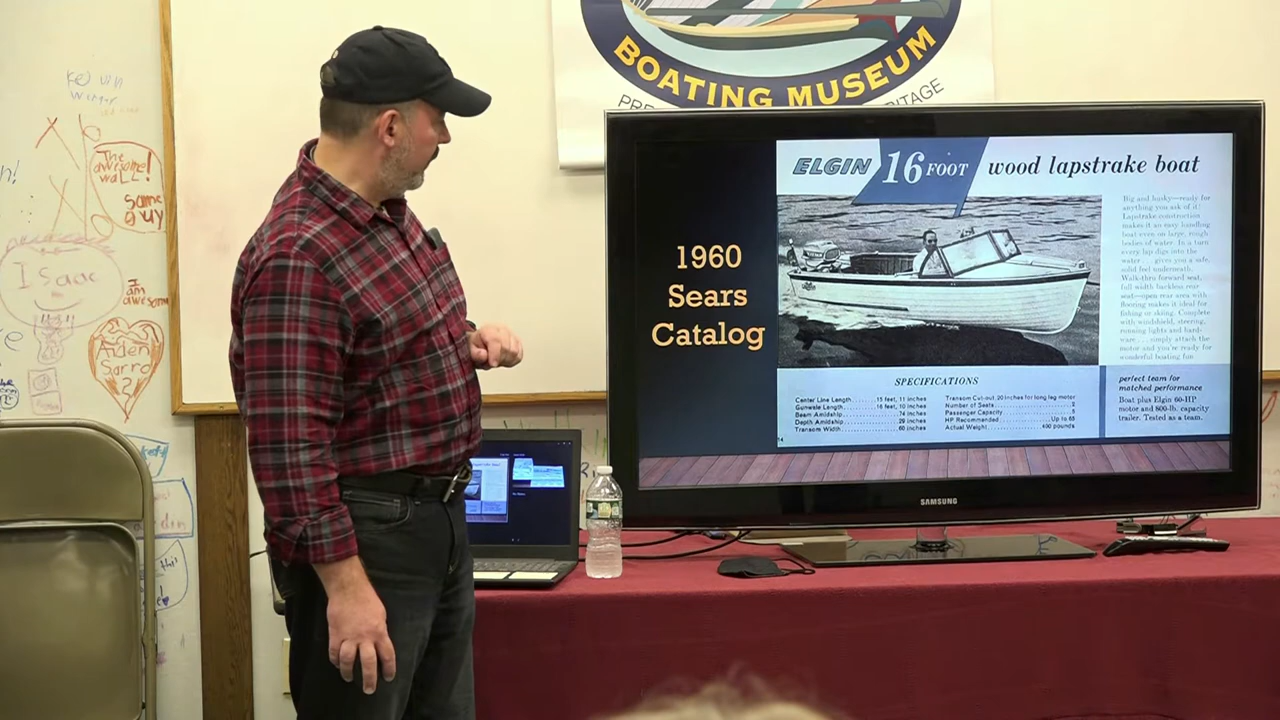 BOATING MUSEUM
The
awesome!
wall!
some
guy
Isaac
I
am
awesome
Aiden
Sarro
?
1960
Sears
Catalog
ELGIN 16 FOOT wood lapstrake boat
Big and husky—ready for
anything you ask of it!
Lapstrake construction
makes it an easy handling
boat even on large, rough
bodies of water. In a turn
every lap digs into the
water . . . gives you a safe,
solid feel underneath.
Walk-thru forward seat,
full width backless rear
seat—open rear area with
flooring makes it ideal for
fishing or skiing. Complete
with windshield, steering,
running lights and hard-
ware . . . simply attach the
motor and you're ready for
wonderful boating fun
SPECIFICATIONS
Center Line Length 15 feet, 11 inches
Gunwale Length 16 feet, 10 inches
Beam Amidship 74 inches
Depth Amidship 29 inches
Transom Width 60 inches
Transom Cut-out, 20 inches for long leg motor
Number of Seats 2
Passenger Capacity 5
HP Recommended Up to 65
Actual Weight 400 pounds
perfect team for
matched performance
Boat plus Elgin 60-HP
motor and 800-lb. capacity
trailer. Tested as a team.
SAMSUNG